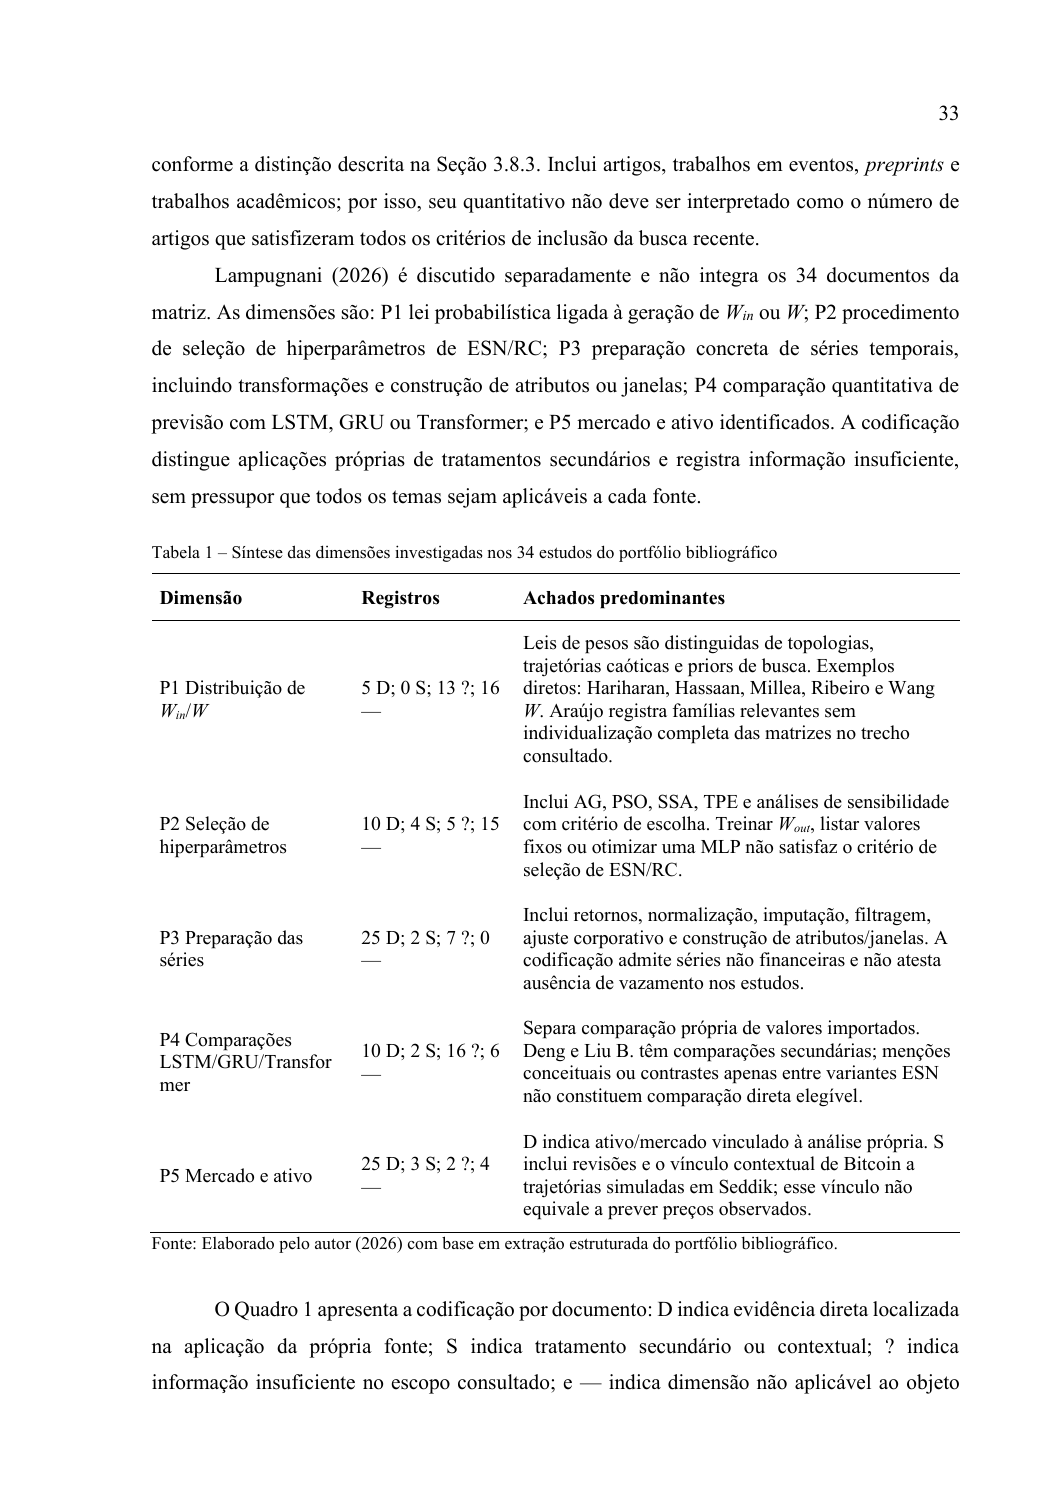 33
conforme a distinção descrita na Seção 3.8.3. Inclui artigos, trabalhos em eventos, preprints e
trabalhos acadêmicos; por isso, seu quantitativo não deve ser interpretado como o número de
artigos que satisfizeram todos os critérios de inclusão da busca recente.
Lampugnani (2026) é discutido separadamente e não integra os 34 documentos da
matriz. As dimensões são: P1 lei probabilística ligada à geração de Win ou W; P2 procedimento
de seleção de hiperparâmetros de ESN/RC; P3 preparação concreta de séries temporais,
incluindo transformações e construção de atributos ou janelas; P4 comparação quantitativa de
previsão com LSTM, GRU ou Transformer; e P5 mercado e ativo identificados. A codificação
distingue aplicações próprias de tratamentos secundários e registra informação insuficiente,
sem pressupor que todos os temas sejam aplicáveis a cada fonte.
Tabela 1 – Síntese das dimensões investigadas nos 34 estudos do portfólio bibliográfico
Dimensão Registros Achados predominantes
P1 Distribuição de
Win/W
5 D; 0 S; 13 ?; 16
—
Leis de pesos são distinguidas de topologias,
trajetórias caóticas e priors de busca. Exemplos
diretos: Hariharan, Hassaan, Millea, Ribeiro e Wang
W. Araújo registra famílias relevantes sem
individualização completa das matrizes no trecho
consultado.
P2 Seleção de
hiperparâmetros
10 D; 4 S; 5 ?; 15
—
Inclui AG, PSO, SSA, TPE e análises de sensibilidade
com critério de escolha. Treinar Wout, listar valores
fixos ou otimizar uma MLP não satisfaz o critério de
seleção de ESN/RC.
P3 Preparação das
séries
25 D; 2 S; 7 ?; 0
—
Inclui retornos, normalização, imputação, filtragem,
ajuste corporativo e construção de atributos/janelas. A
codificação admite séries não financeiras e não atesta
ausência de vazamento nos estudos.
P4 Comparações
LSTM/GRU/Transfor
mer
10 D; 2 S; 16 ?; 6
—
Separa comparação própria de valores importados.
Deng e Liu B. têm comparações secundárias; menções
conceituais ou contrastes apenas entre variantes ESN
não constituem comparação direta elegível.
P5 Mercado e ativo
25 D; 3 S; 2 ?; 4
—
D indica ativo/mercado vinculado à análise própria. S
inclui revisões e o vínculo contextual de Bitcoin a
trajetórias simuladas em Seddik; esse vínculo não
equivale a prever preços observados.
Fonte: Elaborado pelo autor (2026) com base em extração estruturada do portfólio bibliográfico.
O Quadro 1 apresenta a codificação por documento: D indica evidência direta localizada
na aplicação da própria fonte; S indica tratamento secundário ou contextual; ? indica
informação insuficiente no escopo consultado; e — indica dimensão não aplicável ao objeto